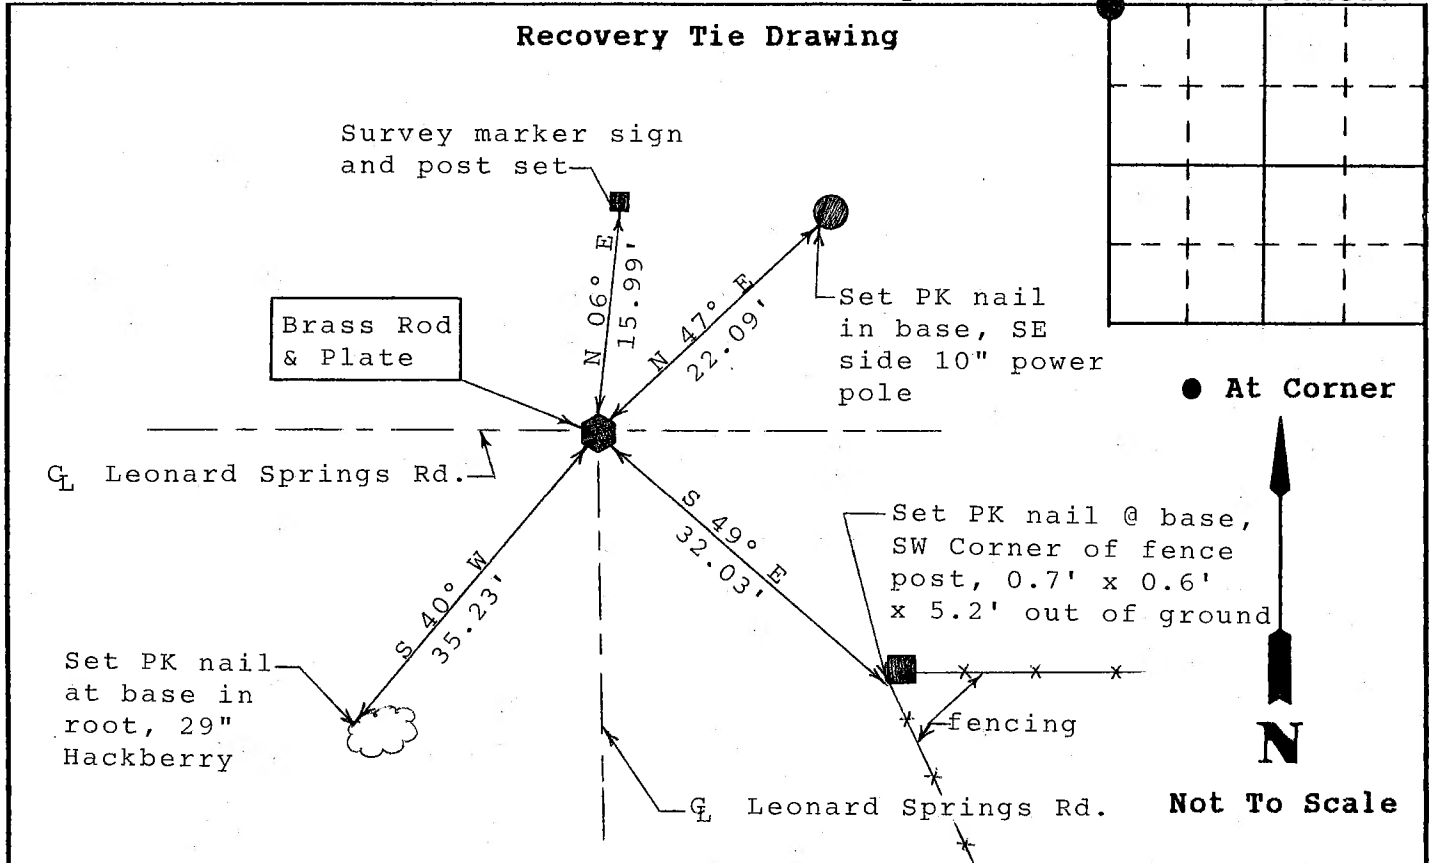 Recovery Tie Drawing
Survey marker sign
and post set
N 06° E
15.99'
N 47° E
22.09'
Set PK nail
in base, SE
side 10" power
pole
Brass Rod
& Plate
● At Corner
℄ Leonard Springs Rd.
S 49° E
32.03'
Set PK nail @ base,
SW Corner of fence
post, 0.7' x 0.6'
x 5.2' out of ground
S 40° W
35.23'
Set PK nail
at base in
root, 29"
Hackberry
fencing
N
℄ Leonard Springs Rd.
Not To Scale